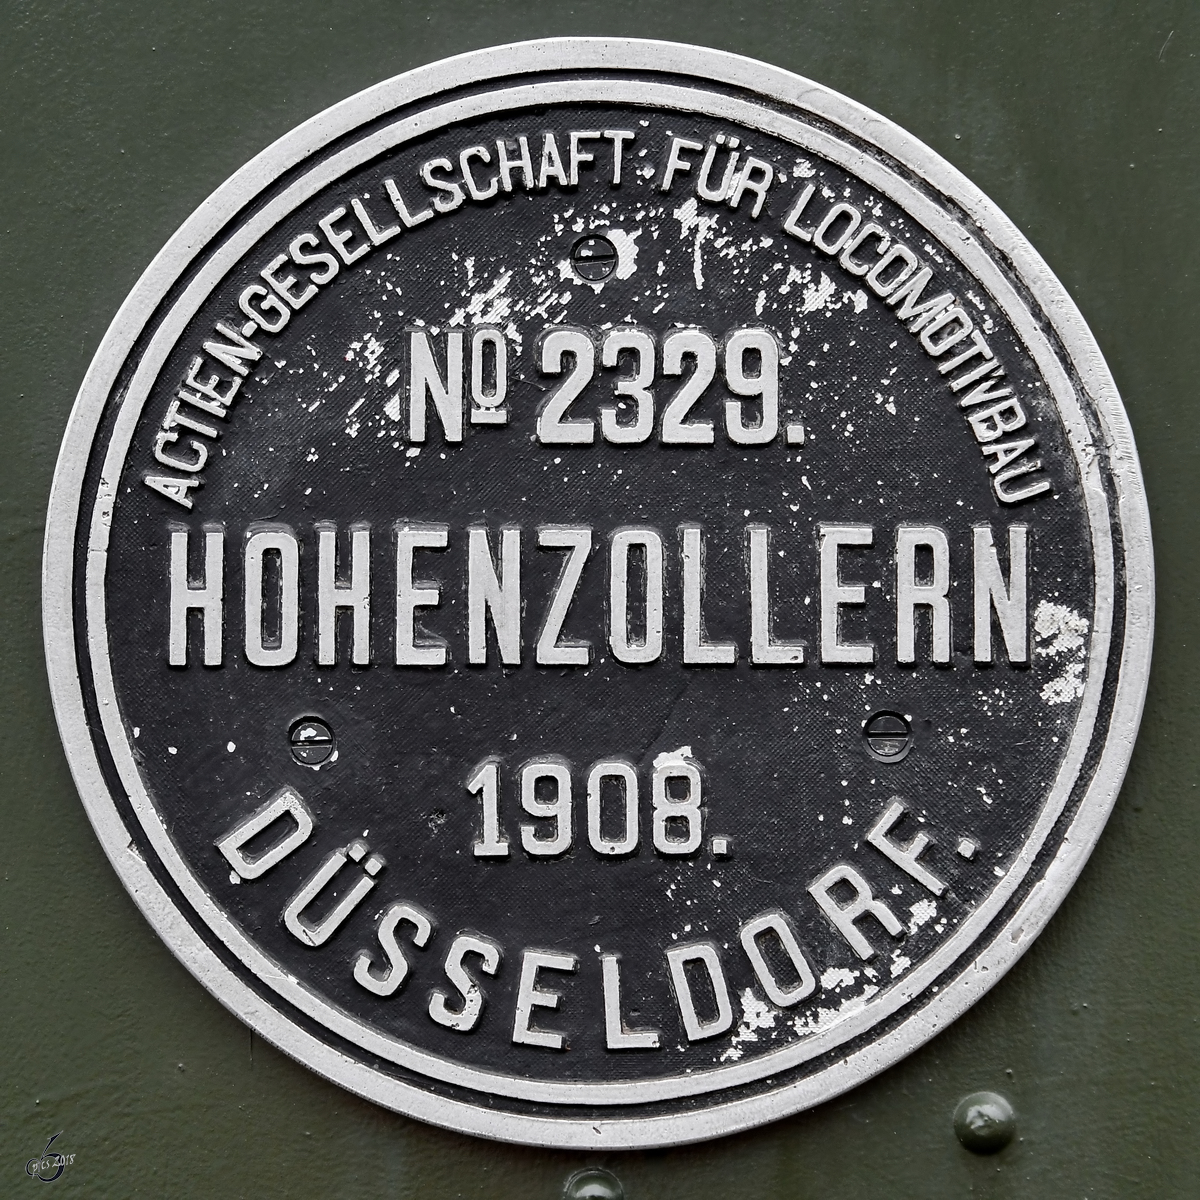 ACTIEN-GESELLSCHAFT FÜR LOCOMOTIVBAU
Nº 2329.
HOHENZOLLERN
1908.
DÜSSELDORF.